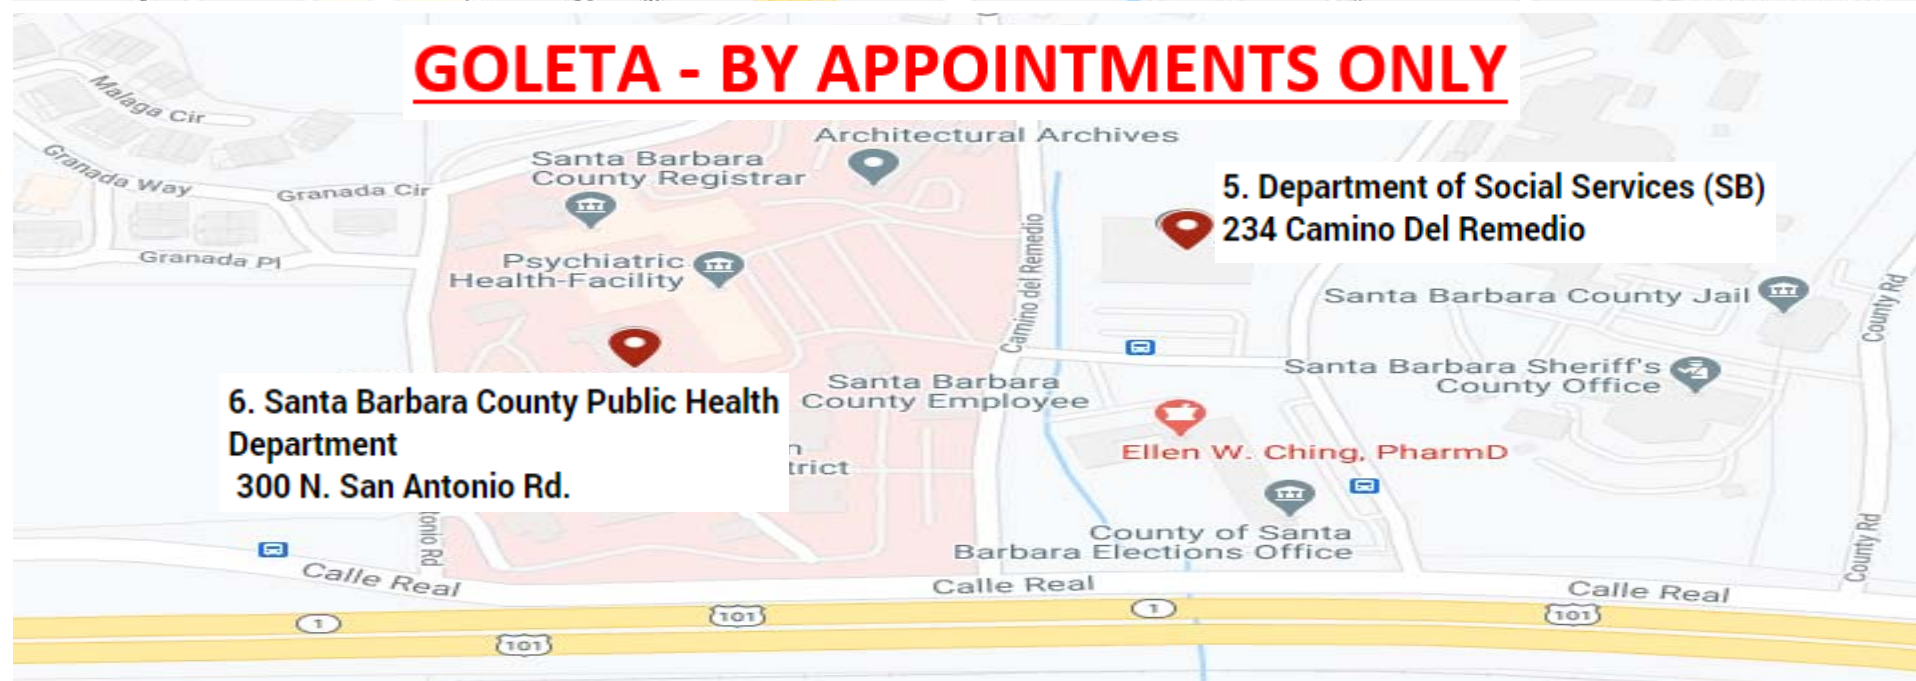 GOLETA - BY APPOINTMENTS ONLY
Malaga Cir
Architectural Archives
Granada Way
Santa Barbara
County Registrar
Granada Cir
5. Department of Social Services (SB)
234 Camino Del Remedio
Granada Pl
Psychiatric
Health-Facility
Camino del Remedio
Santa Barbara County Jail
County Rd
Santa Barbara Sheriff's
County Office
6. Santa Barbara County Public Health
Department
300 N. San Antonio Rd.
Santa Barbara
County Employee
Ellen W. Ching, PharmD
trict
tonio Rd
County of Santa
Barbara Elections Office
County Rd
Calle Real
Calle Real
Calle Real
1
101
1
101
101